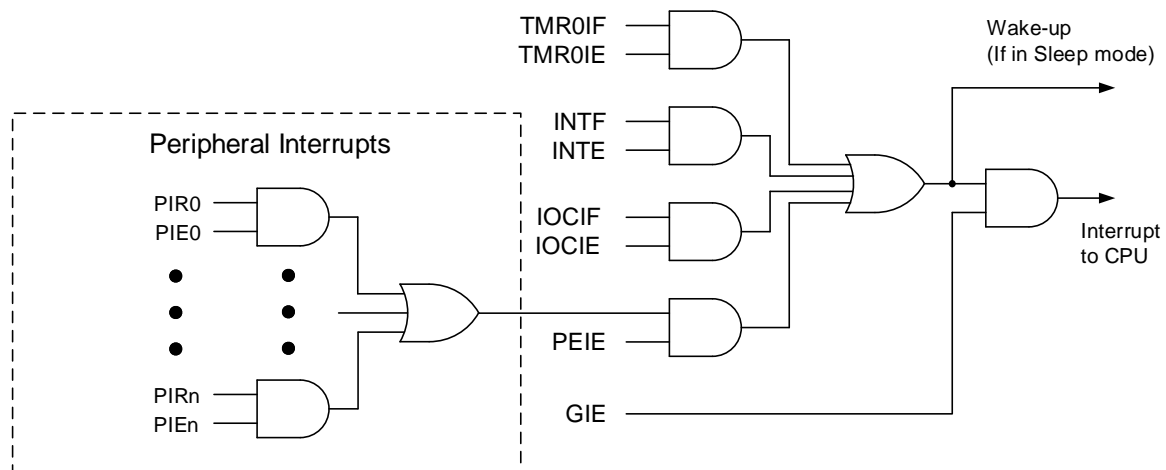 TMR0IF
TMR0IE
Wake-up
(If in Sleep mode)
INTF
INTE
Peripheral Interrupts
PIR0
PIE0
IOCIF
IOCIE
Interrupt
to CPU
PEIE
PIRn
PIEn
GIE